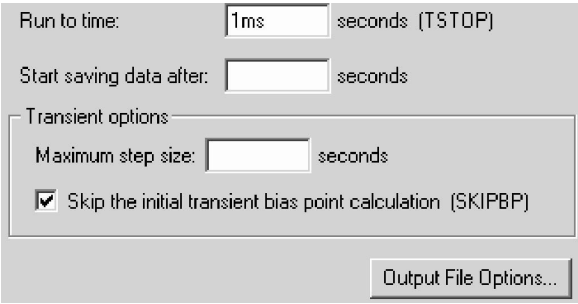 Run to time: 1ms seconds (TSTOP)
Start saving data after: seconds
Transient options
Maximum step size: seconds
Skip the initial transient bias point calculation (SKIPBP)
Output File Options...